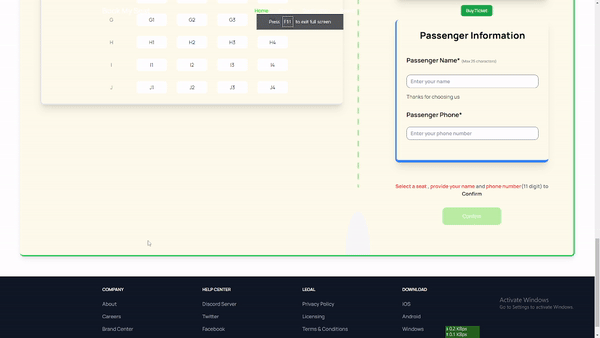 Home
Press F11 to exit full screen
G G1 G2 G3
H H1 H2 H3 H4
I I1 I2 I3 I4
J J1 J2 J3 J4
Buy Ticket
Passenger Information
Passenger Name* (Max 25 characters)
Enter your name
Thanks for choosing us
Passenger Phone*
Enter your phone number
Select a seat , provide your name and phone number(11 digit) to
Confirm
Confirm
COMPANY
About
Careers
Brand Center
HELP CENTER
Discord Server
Twitter
Facebook
LEGAL
Privacy Policy
Licensing
Terms & Conditions
DOWNLOAD
iOS
Android
Windows
Activate Windows
Go to Settings to activate Windows.
0.2 KBps
0.1 KBps